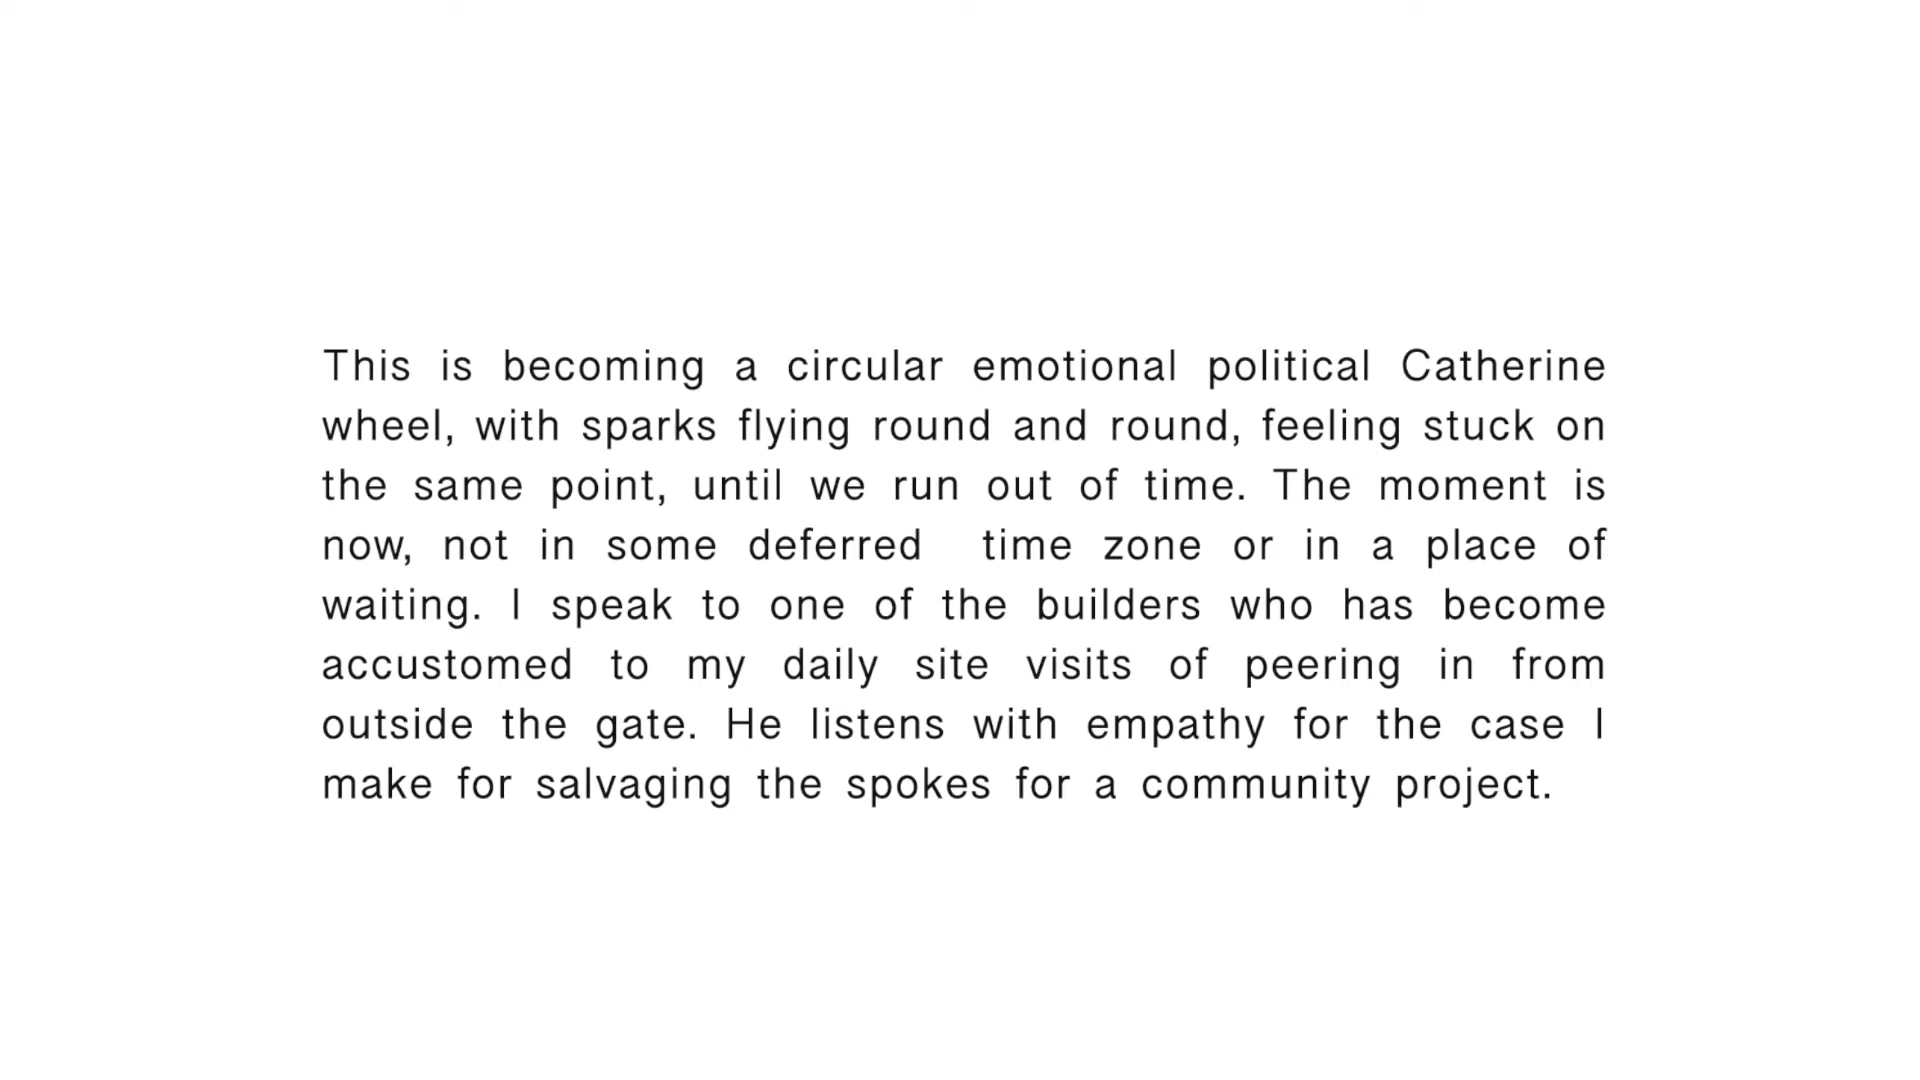 This is becoming a circular emotional political Catherine
wheel, with sparks flying round and round, feeling stuck on
the same point, until we run out of time. The moment is
now, not in some deferred  time zone or in a place of
waiting. I speak to one of the builders who has become
accustomed to my daily site visits of peering in from
outside the gate. He listens with empathy for the case I
make for salvaging the spokes for a community project.